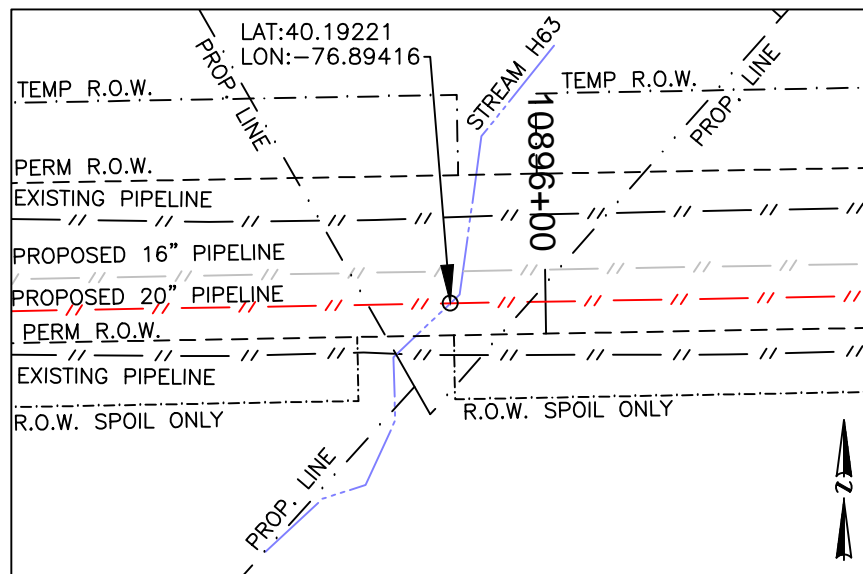 LAT:40.19221
LON:-76.89416
PROP. LINE
STREAM H63
TEMP R.O.W.
TEMP R.O.W.
PROP. LINE
10896+00
PERM R.O.W.
EXISTING PIPELINE
PROPOSED 16" PIPELINE
PROPOSED 20" PIPELINE
PERM R.O.W.
EXISTING PIPELINE
R.O.W. SPOIL ONLY
R.O.W. SPOIL ONLY
PROP. LINE
N